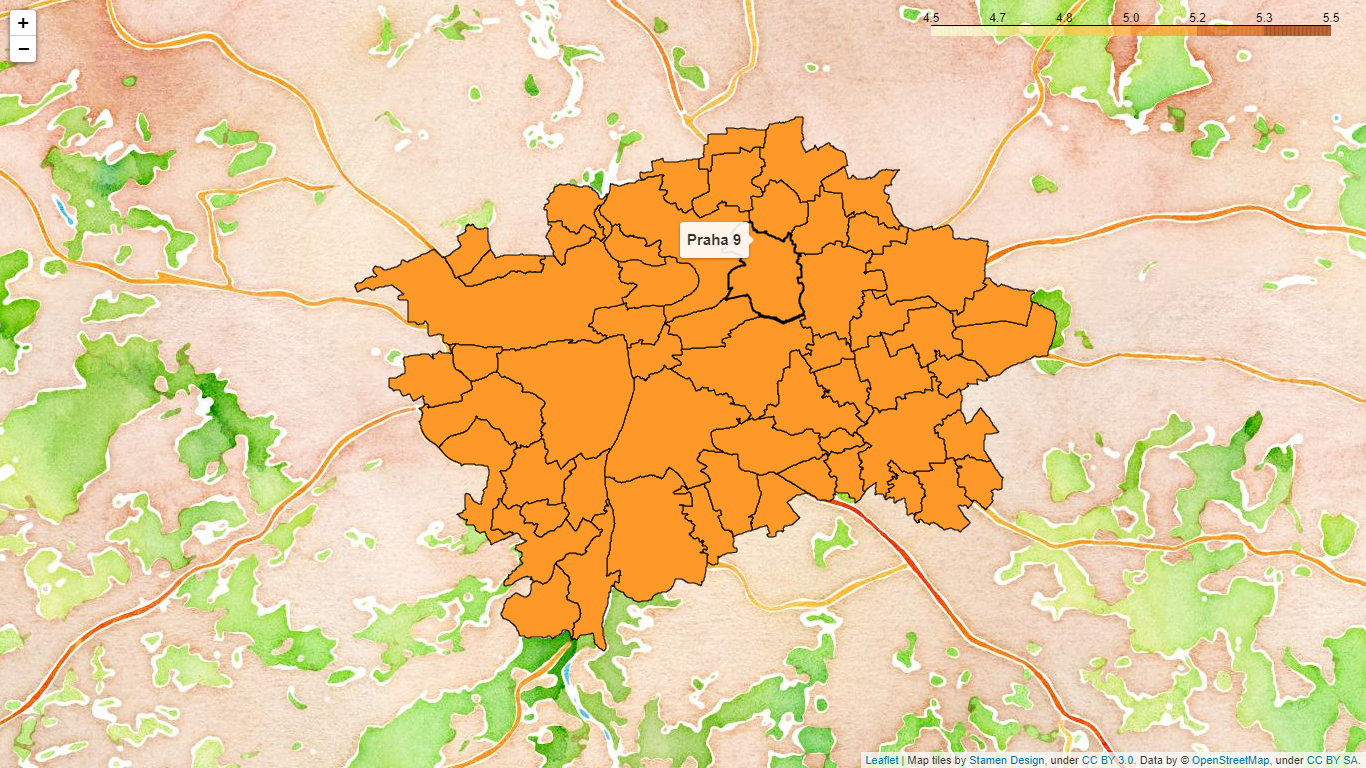 +
−
4.5 4.7 4.8 5.0 5.2 5.3 5.5
Praha 9
Leaflet | Map tiles by Stamen Design, under CC BY 3.0. Data by © OpenStreetMap, under CC BY SA.